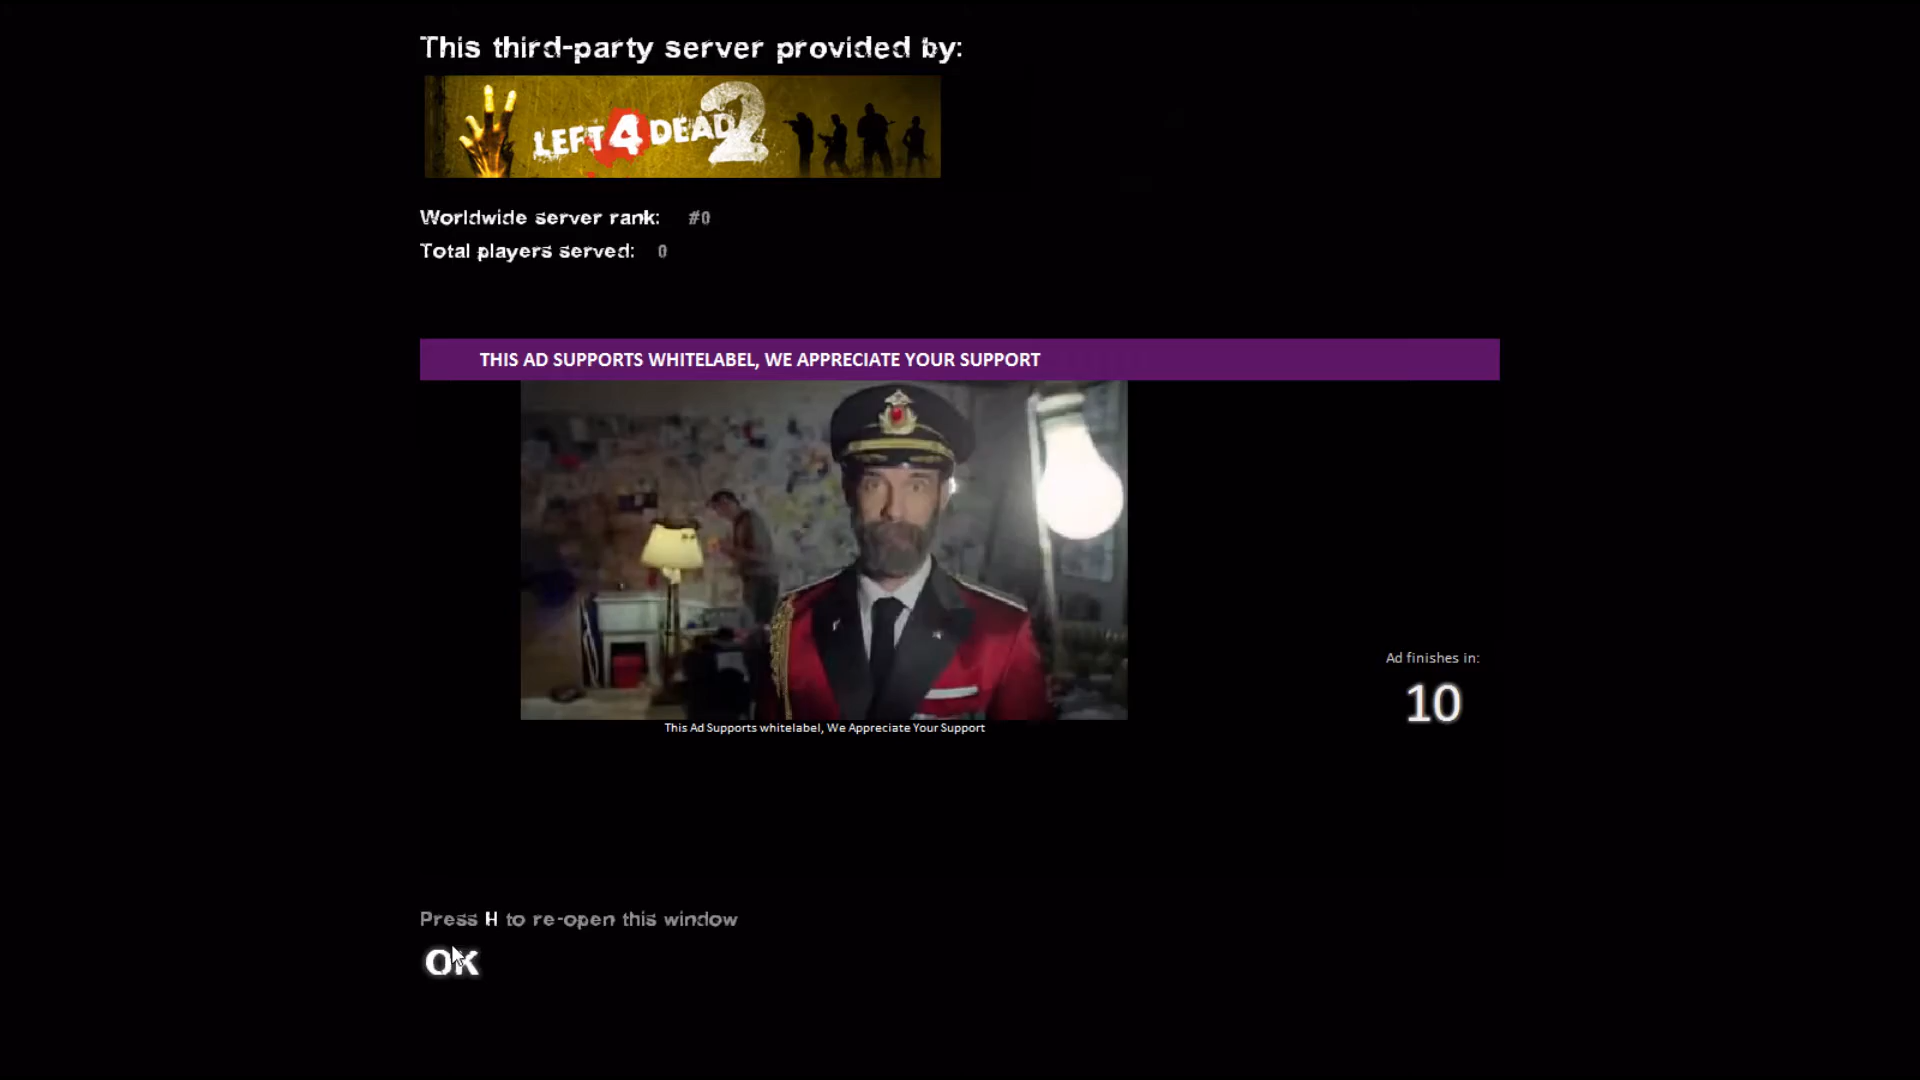 This third-party server provided by:
LEFT 4 DEAD 2
Worldwide server rank: #0
Total players served: 0
THIS AD SUPPORTS WHITELABEL, WE APPRECIATE YOUR SUPPORT
Ad finishes in:
10
This Ad Supports whitelabel, We Appreciate Your Support
Press H to re-open this window
OK